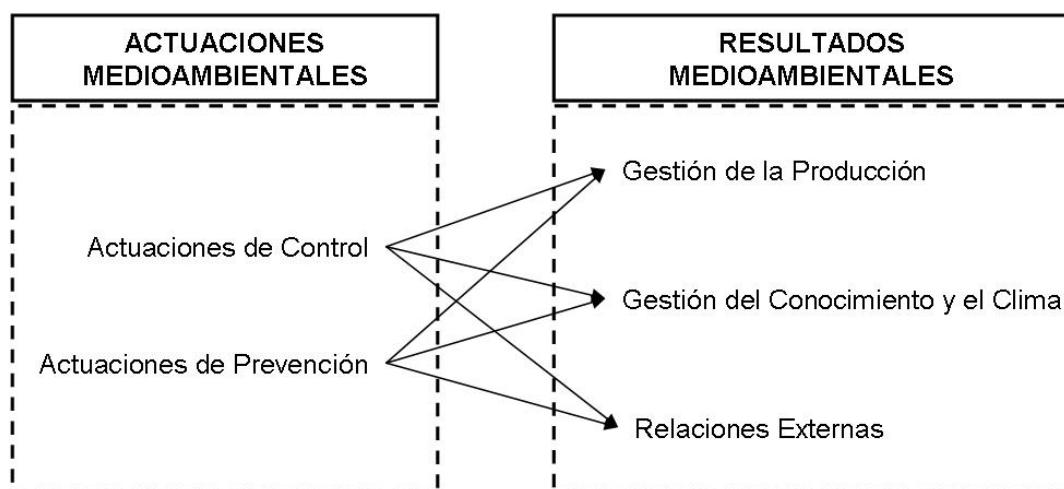 ACTUACIONES
MEDIOAMBIENTALES
RESULTADOS
MEDIOAMBIENTALES
Actuaciones de Control
Actuaciones de Prevención
Gestión de la Producción
Gestión del Conocimiento y el Clima
Relaciones Externas